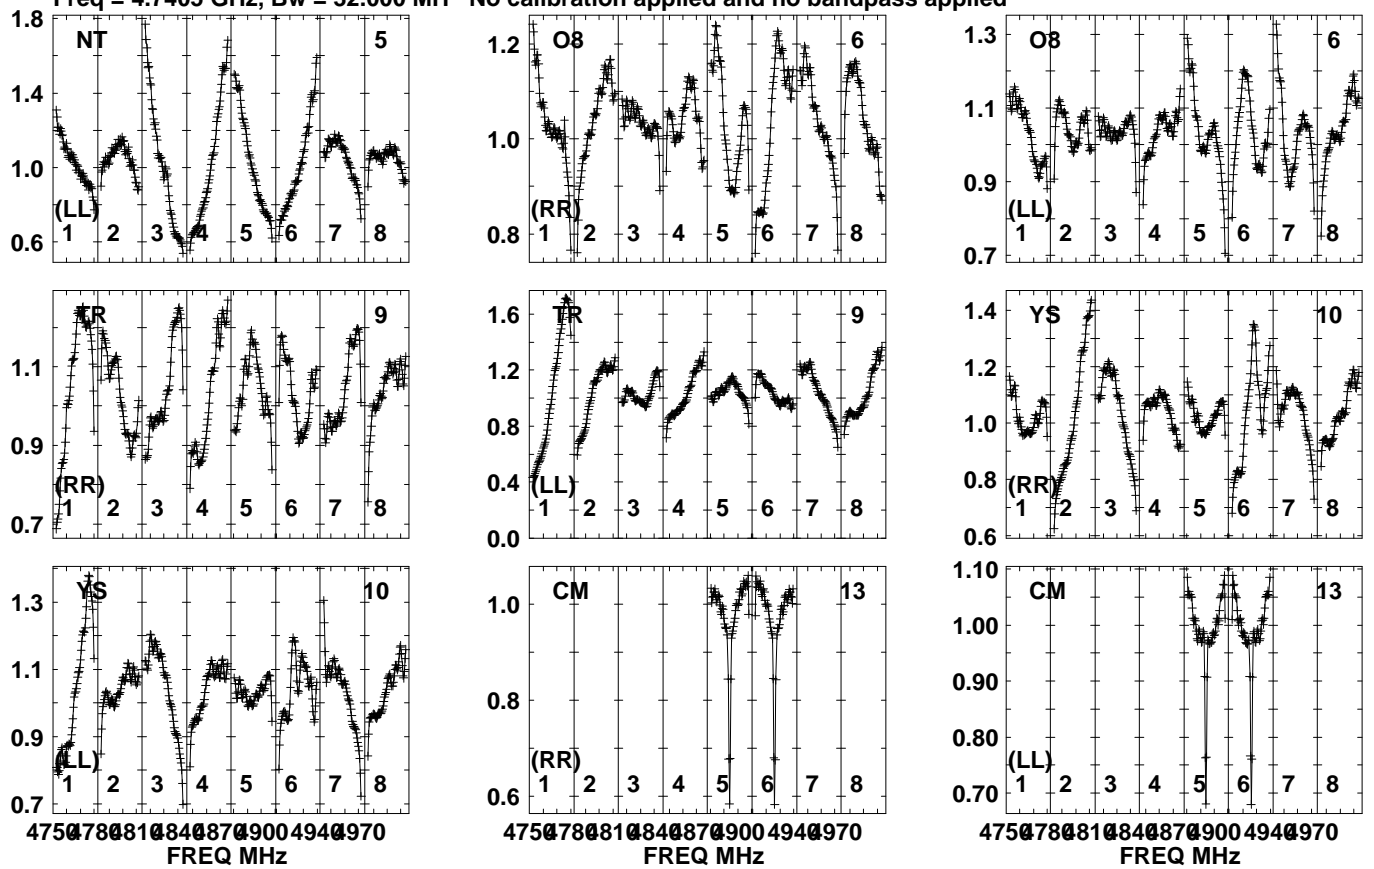 Freq = 4.7405 GHz, Bw = 32.000 MH No calibration applied and no bandpass applied
1.8 NT 5
1.4
1.0
(LL)
0.6 1 2 3 4 5 6 7 8
O8 6
1.2
1.0
(RR)
0.8 1 2 3 4 5 6 7 8
1.3 O8 6
1.1
0.9
(LL)
0.7 1 2 3 4 5 6 7 8
TR 9
1.1
0.9
(RR)
0.7 1 2 3 4 5 6 7 8
1.6 TR 9
1.2
0.8
0.4 (LL)
1 2 3 4 5 6 7 8
0.0
1.4 YS 10
1.2
1.0
0.8
(RR)
0.6 1 2 3 4 5 6 7 8
YS 10
1.3
1.1
0.9
(LL)
0.7 1 2 3 4 5 6 7 8
4750 4780 4810 4840 4870 4900 4940 4970
FREQ MHz
CM 13
1.0
0.8
(RR)
0.6 1 2 3 4 5 6 7 8
4750 4780 4810 4840 4870 4900 4940 4970
FREQ MHz
1.10 CM 13
1.00
0.90
0.80
(LL)
0.70 1 2 3 4 5 6 7 8
4750 4780 4810 4840 4870 4900 4940 4970
FREQ MHz